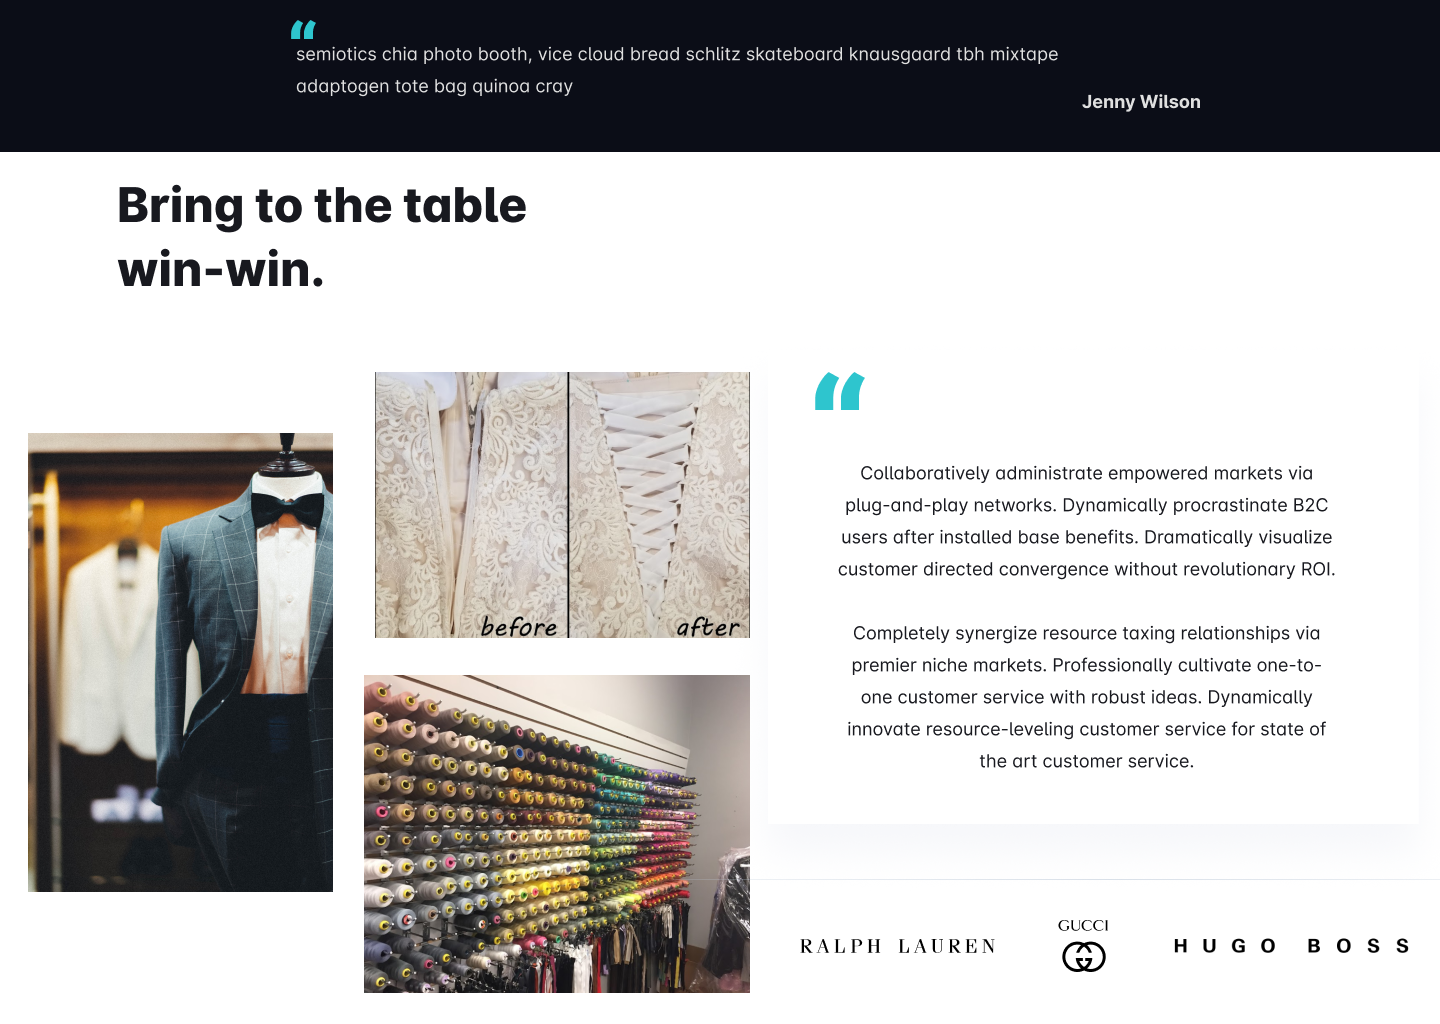 “
semiotics chia photo booth, vice cloud bread schlitz skateboard knausgaard tbh mixtape
adaptogen tote bag quinoa cray
Jenny Wilson
Bring to the table
win-win.
before
after
“
Collaboratively administrate empowered markets via
plug-and-play networks. Dynamically procrastinate B2C
users after installed base benefits. Dramatically visualize
customer directed convergence without revolutionary ROI.
Completely synergize resource taxing relationships via
premier niche markets. Professionally cultivate one-to-
one customer service with robust ideas. Dynamically
innovate resource-leveling customer service for state of
the art customer service.
RALPH LAUREN
GUCCI
HUGO BOSS